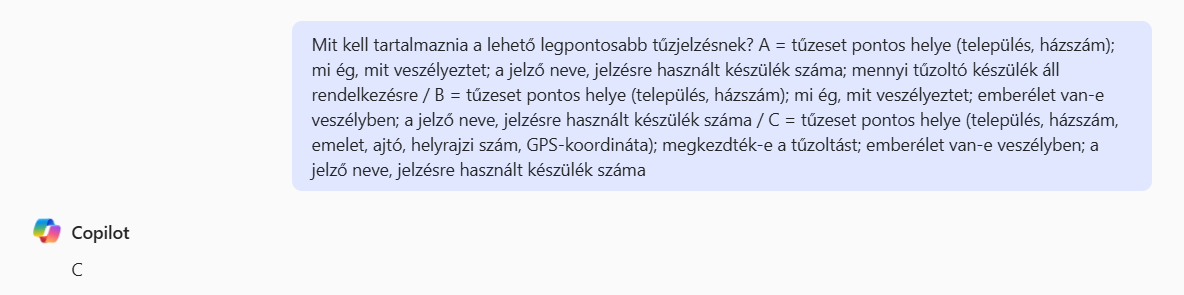 Mit kell tartalmaznia a lehető legpontosabb tűzjelzésnek? A = tűzeset pontos helye (település, házszám);
mi ég, mit veszélyeztet; a jelző neve, jelzésre használt készülék száma; mennyi tűzoltó készülék áll
rendelkezésre / B = tűzeset pontos helye (település, házszám); mi ég, mit veszélyeztet; emberélet van-e
veszélyben; a jelző neve, jelzésre használt készülék száma / C = tűzeset pontos helye (település, házszám,
emelet, ajtó, helyrajzi szám, GPS-koordináta); megkezdték-e a tűzoltást; emberélet van-e veszélyben; a
jelző neve, jelzésre használt készülék száma
Copilot
C